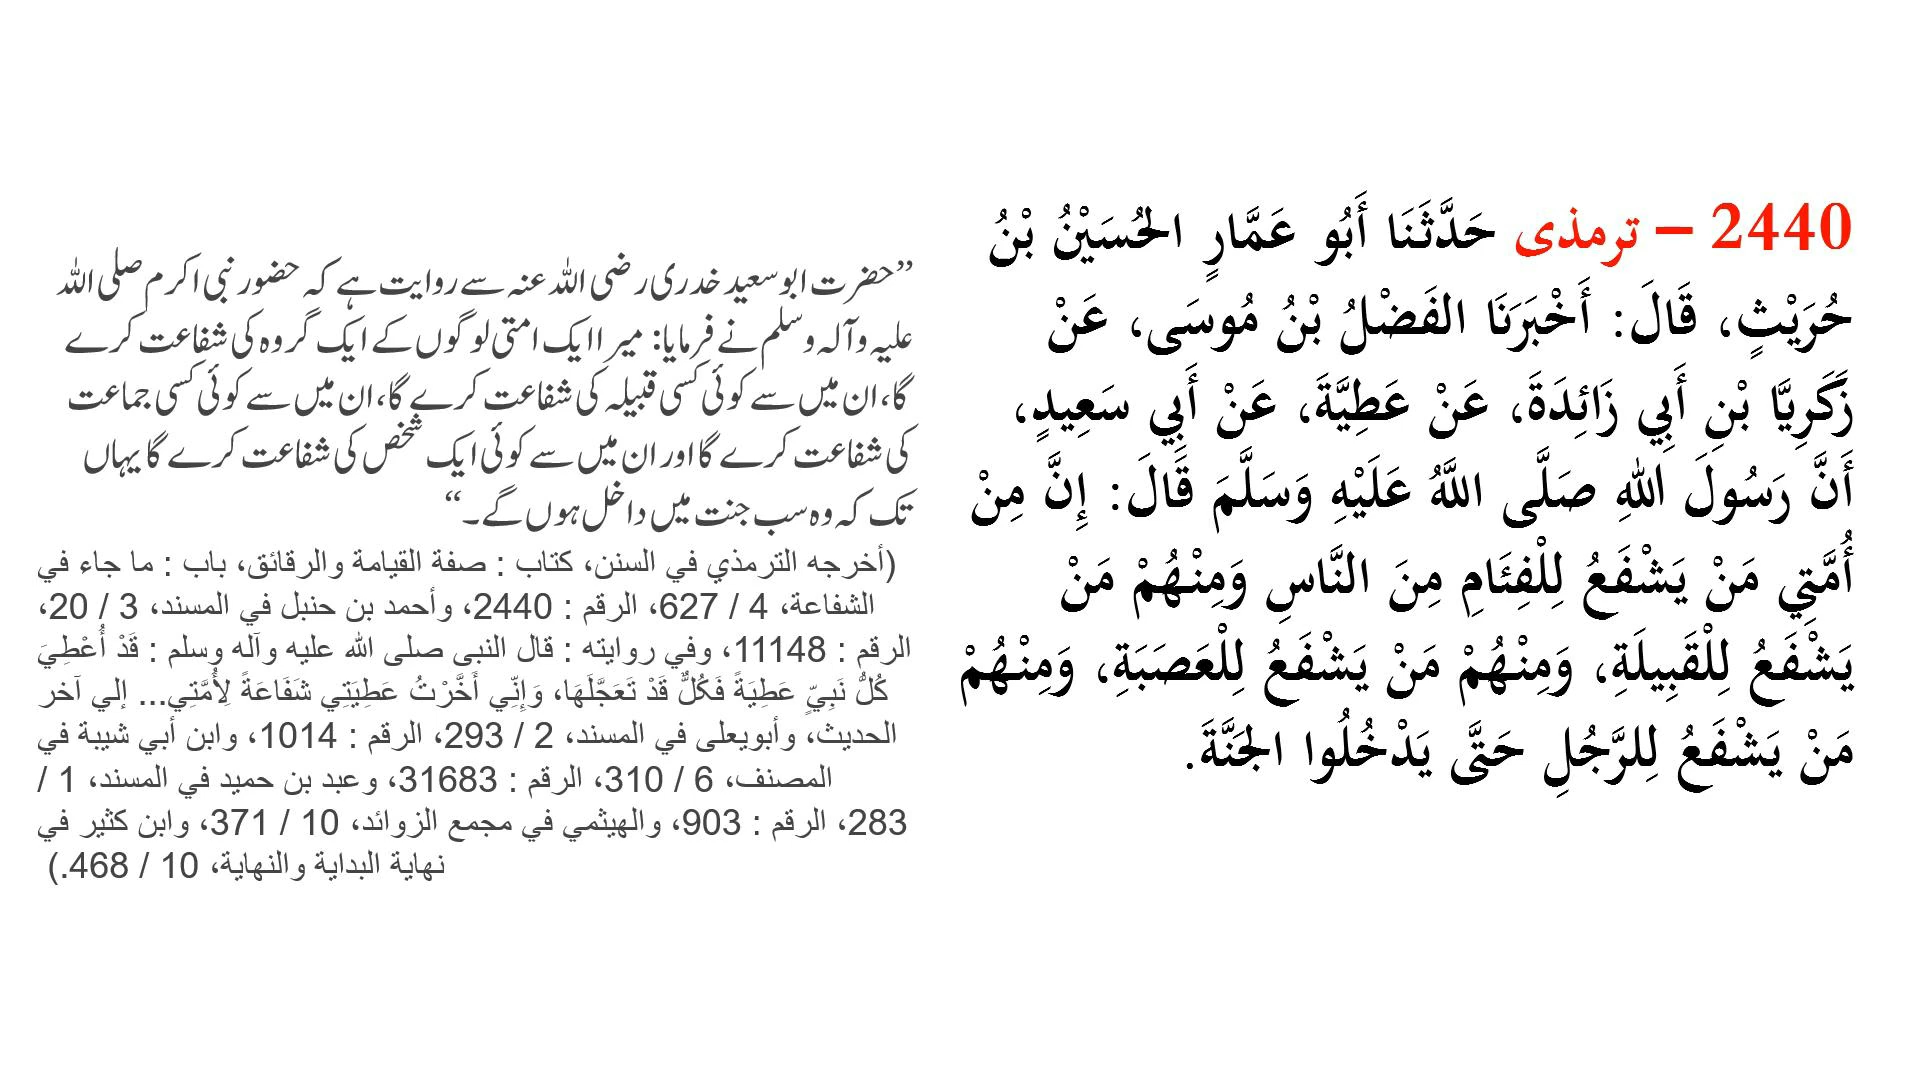 2440 – ترمذی حَدَّثَنَا أَبُو عَمَّارٍ الحُسَيْنُ بْنُ
حُرَيْثٍ، قَالَ: أَخْبَرَنَا الفَضْلُ بْنُ مُوسَى، عَنْ
زَكَرِيَّا بْنِ أَبِي زَائِدَةَ، عَنْ عَطِيَّةَ، عَنْ أَبِي سَعِيدٍ،
أَنَّ رَسُولَ اللهِ صَلَّى اللَّهُ عَلَيْهِ وَسَلَّمَ قَالَ: إِنَّ مِنْ
أُمَّتِي مَنْ يَشْفَعُ لِلْفِئَامِ مِنَ النَّاسِ وَمِنْهُمْ مَنْ
يَشْفَعُ لِلْقَبِيلَةِ، وَمِنْهُمْ مَنْ يَشْفَعُ لِلْعَصَبَةِ، وَمِنْهُمْ
مَنْ يَشْفَعُ لِلرَّجُلِ حَتَّى يَدْخُلُوا الجَنَّةَ.
’’حضرت ابو سعید خدری رضی اللہ عنہ سے روایت ہے کہ حضور نبی اکرم صلی اللہ
علیہ وآلہ وسلم نے فرمایا: میرا ایک امتی لوگوں کے ایک گروہ کی شفاعت کرے
گا، ان میں سے کوئی کسی قبیلہ کی شفاعت کرے گا، ان میں سے کوئی کسی جماعت
کی شفاعت کرے گا اور ان میں سے کوئی ایک شخص کی شفاعت کرے گا یہاں
تک کہ وہ سب جنت میں داخل ہوں گے۔‘‘
(أخرجه الترمذي في السنن، کتاب : صفة القيامة والرقائق، باب : ما جاء في
الشفاعة، 4 / 627، الرقم : 2440، وأحمد بن حنبل في المسند، 3 / 20،
الرقم : 11148، وفي روايته : قال النبی صلی الله عليه وآله وسلم : قَدْ أُعْطِيَ
کُلُّ نَبِيٍّ عَطِيَةً فَکُلٌّ قَدْ تَعَجَّلَهَا، وَإِنِّي أَخَّرْتُ عَطِيَتِي شَفَاعَةً لِأُمَّتِي... إلي آخر
الحديث، وأبويعلى في المسند، 2 / 293، الرقم : 1014، وابن أبي شيبة في
المصنف، 6 / 310، الرقم : 31683، وعبد بن حميد في المسند، 1 /
283، الرقم : 903، والهيثمي في مجمع الزوائد، 10 / 371، وابن کثير في
نهاية البداية والنهاية، 10 / 468.)